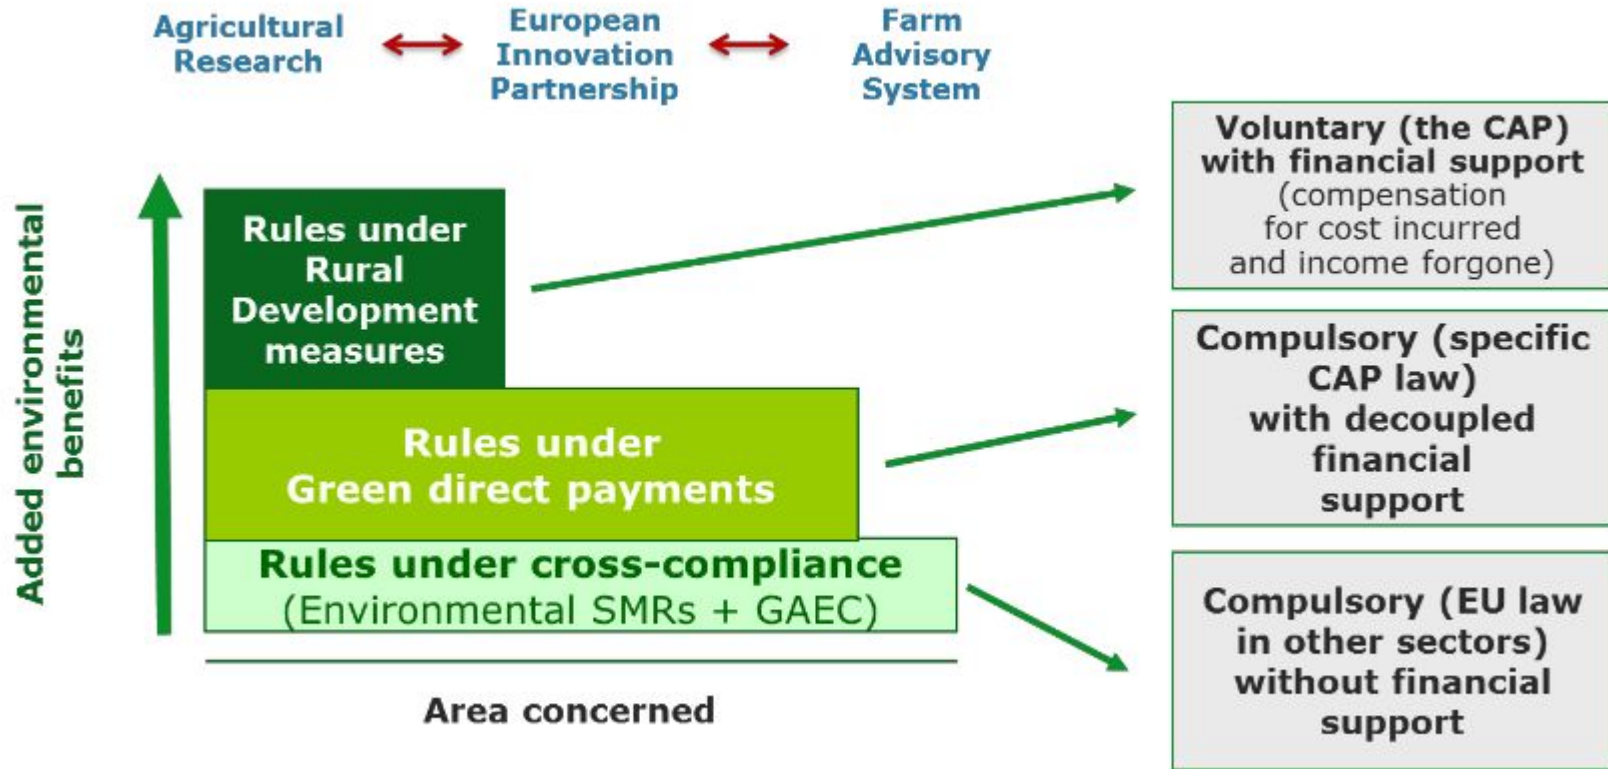 Agricultural
Research
European
Innovation
Partnership
Farm
Advisory
System
Added environmental
benefits
Rules under
Rural
Development
measures
Rules under
Green direct payments
Rules under cross-compliance
(Environmental SMRs + GAEC)
Area concerned
Voluntary (the CAP)
with financial support
(compensation
for cost incurred
and income forgone)
Compulsory (specific
CAP law)
with decoupled
financial
support
Compulsory (EU law
in other sectors)
without financial
support